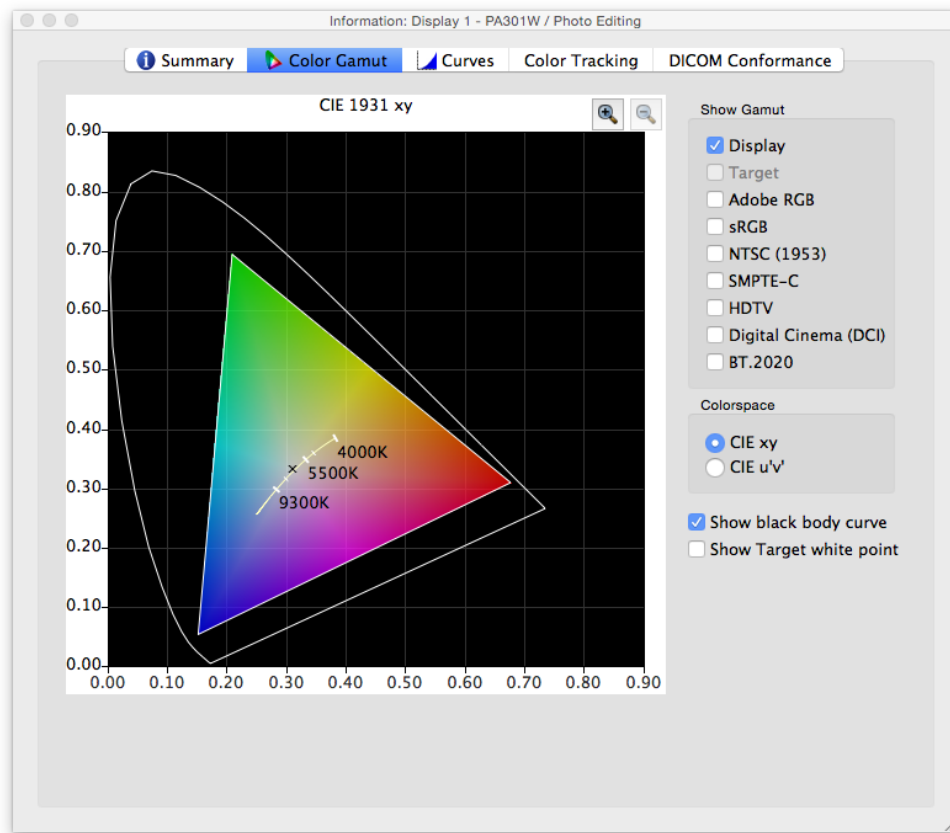 Information: Display 1 - PA301W / Photo Editing
Summary
Color Gamut
Curves
Color Tracking
DICOM Conformance
CIE 1931 xy
0.90
0.80
0.70
0.60
0.50
0.40
0.30
0.20
0.10
0.00
4000K
5500K
9300K
0.00 0.10 0.20 0.30 0.40 0.50 0.60 0.70 0.80 0.90
Show Gamut
Display
Target
Adobe RGB
sRGB
NTSC (1953)
SMPTE-C
HDTV
Digital Cinema (DCI)
BT.2020
Colorspace
CIE xy
CIE u'v'
Show black body curve
Show Target white point